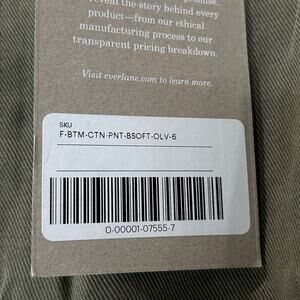 promise.
reveal the story behind every
product—from our ethical
manufacturing process to our
transparent pricing breakdown.
Visit everlane.com to learn more.
SKU
F-BTM-CTN-PNT-BSOFT-OLV-6
0-00001-07555-7